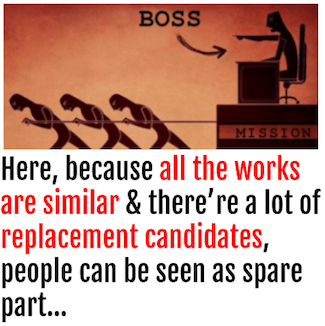 BOSS
MISSION
Here, because all the works
are similar & there're a lot of
replacement candidates,
people can be seen as spare
part...